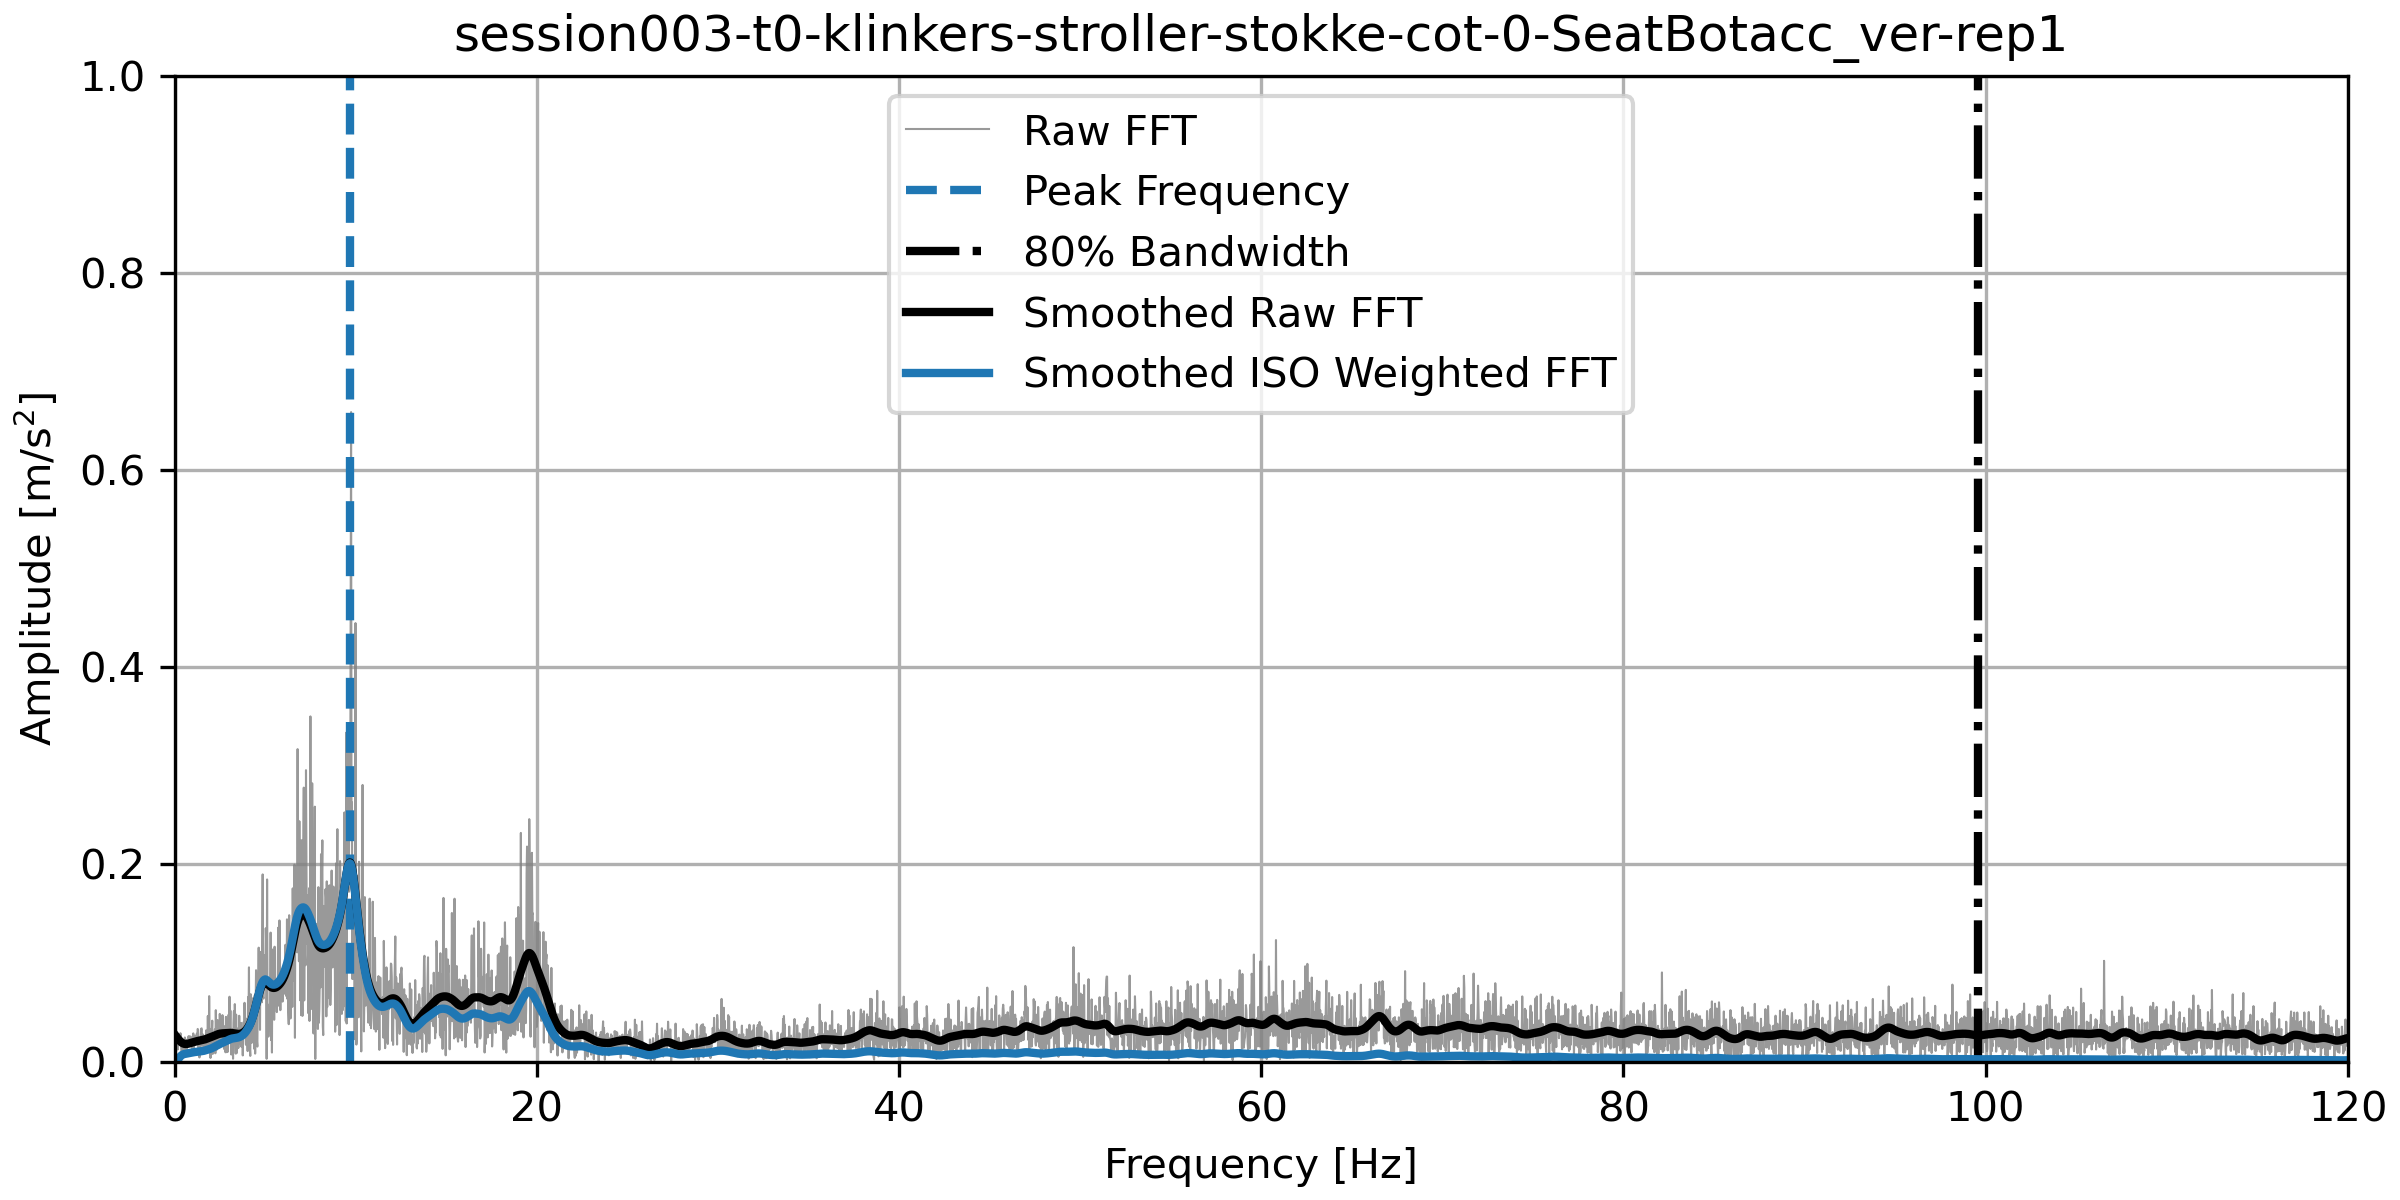 session003-t0-klinkers-stroller-stokke-cot-0-SeatBotacc_ver-rep1
1.0
0.8
0.6
0.4
0.2
0.0
Amplitude [m/s²]
Raw FFT
Peak Frequency
80% Bandwidth
Smoothed Raw FFT
Smoothed ISO Weighted FFT
0 20 40 60 80 100 120
Frequency [Hz]